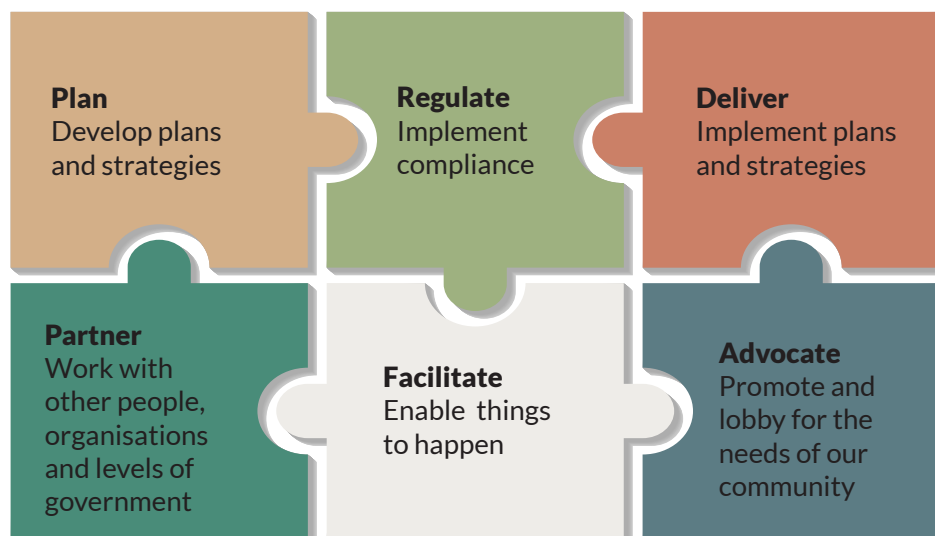 Plan
Develop plans
and strategies
Regulate
Implement
compliance
Deliver
Implement plans
and strategies
Partner
Work with
other people,
organisations
and levels of
government
Facilitate
Enable things
to happen
Advocate
Promote and
lobby for the
needs of our
community